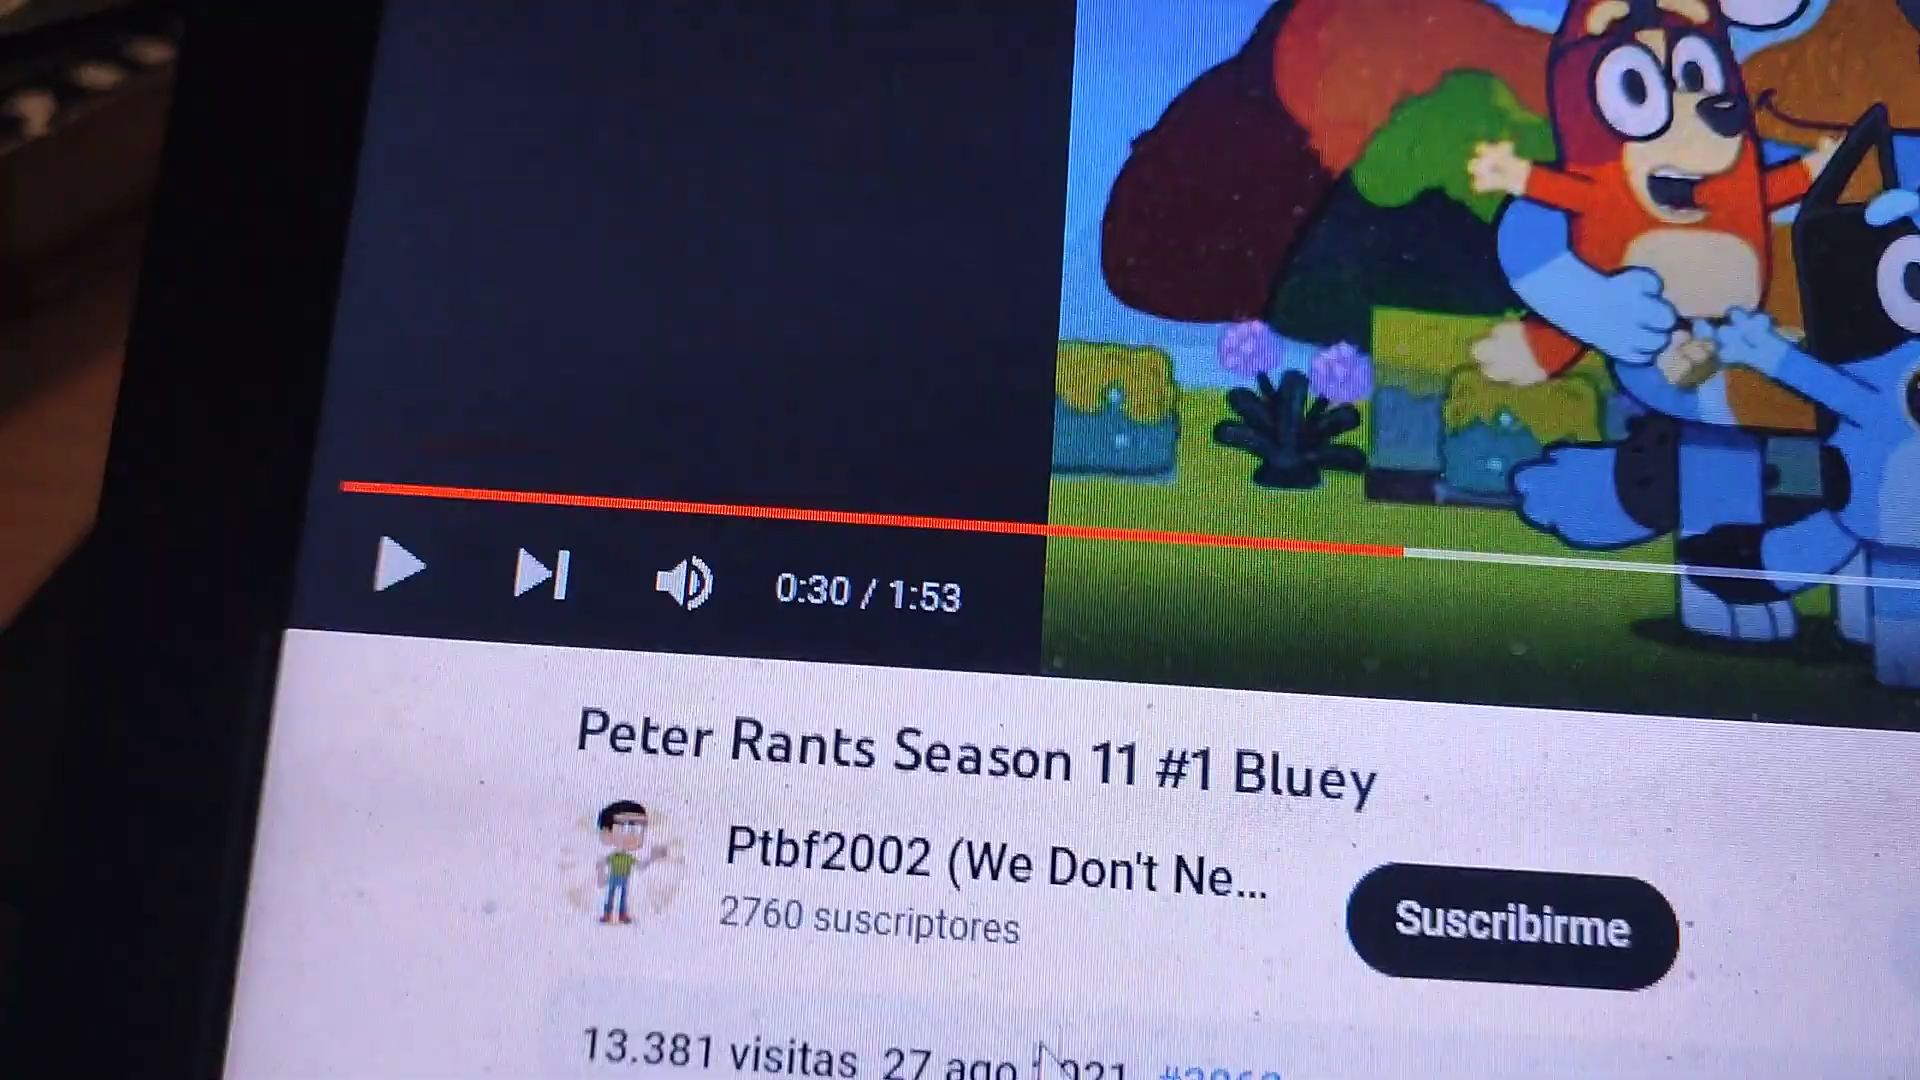 0:30 / 1:53
Peter Rants Season 11 #1 Bluey
Ptbf2002 (We Don't Ne...
2760 suscriptores
Suscribirme
13.381 visitas 27 ago